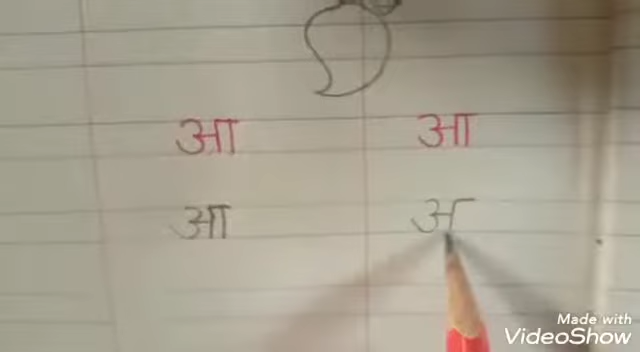 आ आ
आ अ
Made with
VideoShow